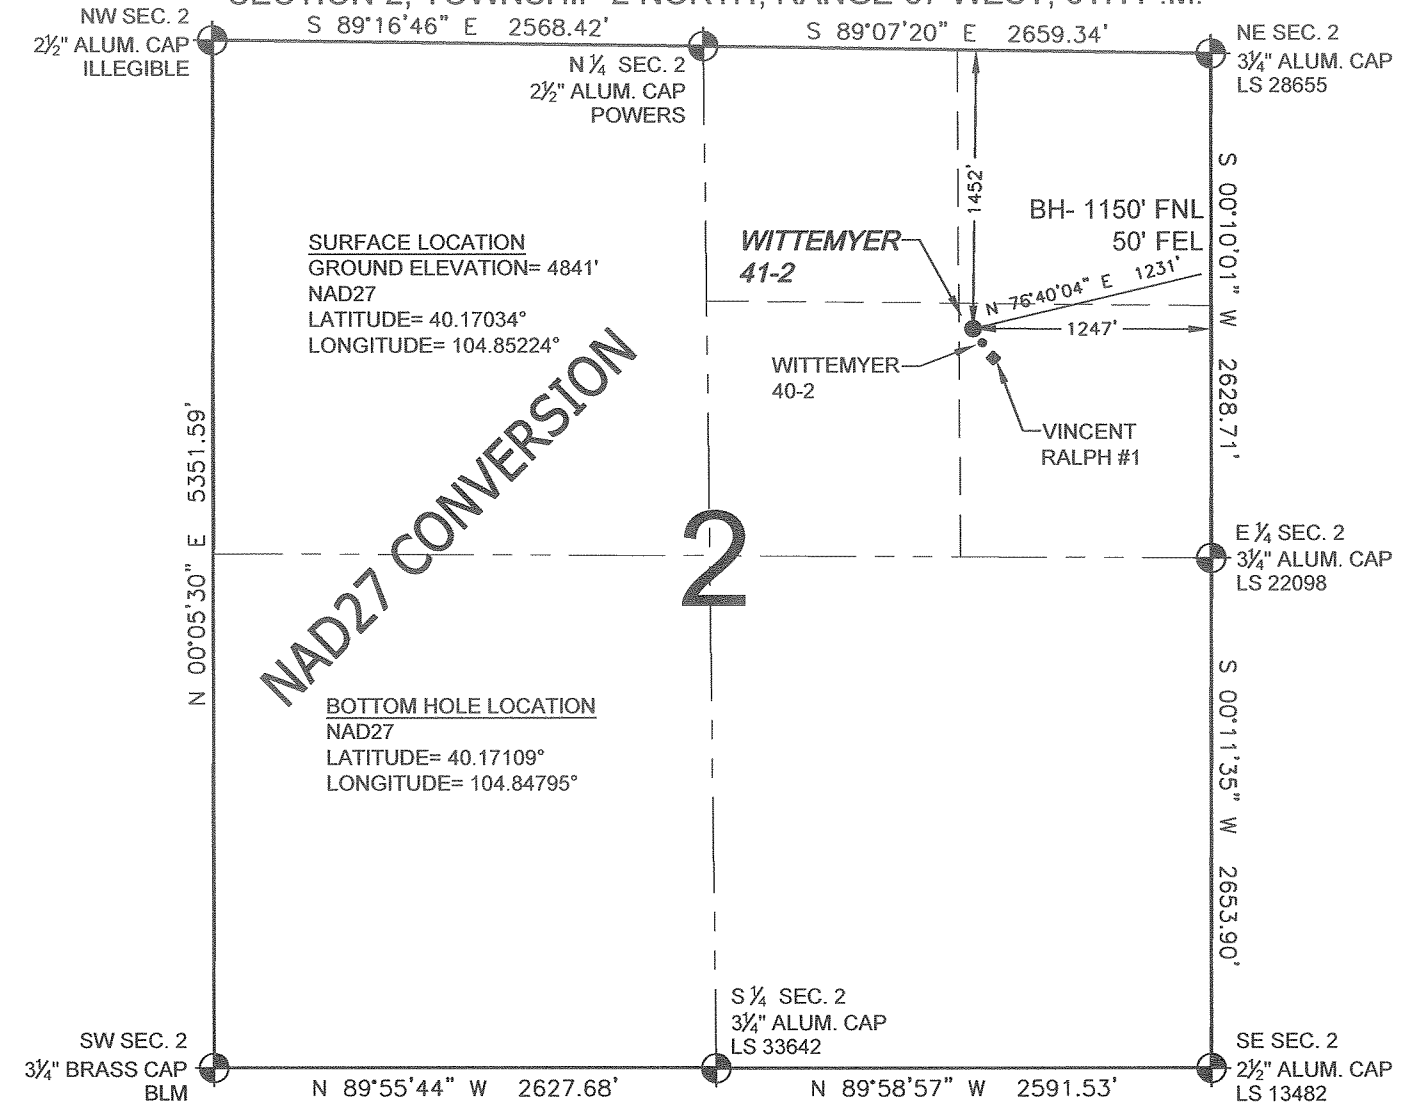 NW SEC. 2
2½" ALUM. CAP
ILLEGIBLE
S 89°16'46" E 2568.42'
N ¼ SEC. 2
2½" ALUM. CAP
POWERS
S 89°07'20" E 2659.34'
NE SEC. 2
3¼" ALUM. CAP
LS 28655
1452'
S 00°10'01" W 2628.71'
BH- 1150' FNL
50' FEL
SURFACE LOCATION
GROUND ELEVATION= 4841'
NAD27
LATITUDE= 40.17034°
LONGITUDE= 104.85224°
WITTEMYER
41-2
N 76°40'04" E 1231'
1247'
WITTEMYER
40-2
VINCENT
RALPH #1
NAD27 CONVERSION
N 00°05'30" E 5351.59'
2
E ¼ SEC. 2
3¼" ALUM. CAP
LS 22098
BOTTOM HOLE LOCATION
NAD27
LATITUDE= 40.17109°
LONGITUDE= 104.84795°
S 00°11'35" W 2653.90'
S ¼ SEC. 2
3¼" ALUM. CAP
LS 33642
SW SEC. 2
3¼" BRASS CAP
BLM
N 89°55'44" W 2627.68'
N 89°58'57" W 2591.53'
SE SEC. 2
2½" ALUM. CAP
LS 13482